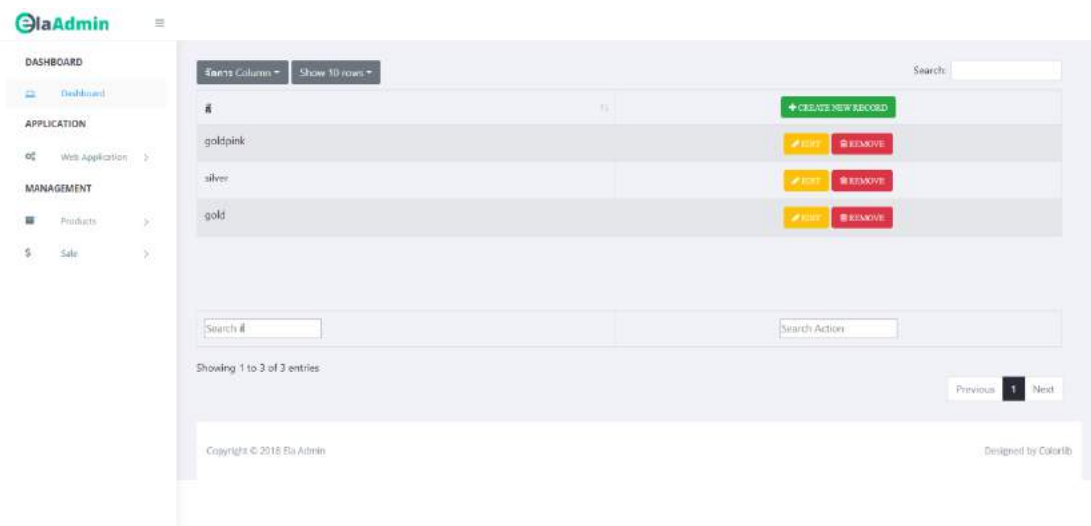 ElaAdmin
DASHBOARD
Dashboard
APPLICATION
Web Application
MANAGEMENT
Products
Sale
จัดการ Column
Show 10 rows
Search:
สี
CREATE NEW RECORD
goldpink
EDIT
REMOVE
silver
EDIT
REMOVE
gold
EDIT
REMOVE
Search สี
Search Action
Showing 1 to 3 of 3 entries
Previous 1 Next
Copyright © 2018 Ela Admin
Designed by Colorlib